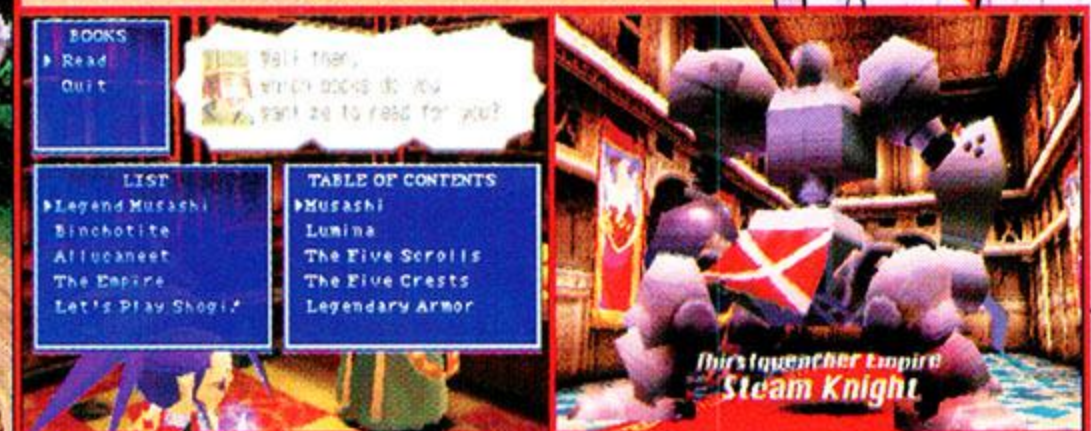 BOOKS
Read
Quit
Well then,
which books do you
want me to read for you?
LIST
Legend Musashi
Binchotite
Allucaneet
The Empire
Let's Play Shogi!
TABLE OF CONTENTS
Musashi
Lumina
The Five Scrolls
The Five Crests
Legendary Armor
Thirstquencher Empire
Steam Knight